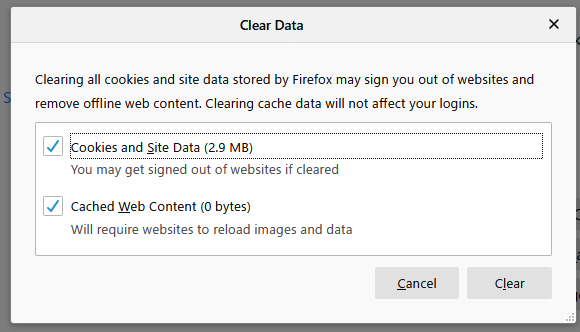 Clear Data
Clearing all cookies and site data stored by Firefox may sign you out of websites and
remove offline web content. Clearing cache data will not affect your logins.
Cookies and Site Data (2.9 MB)
You may get signed out of websites if cleared
Cached Web Content (0 bytes)
Will require websites to reload images and data
Cancel
Clear